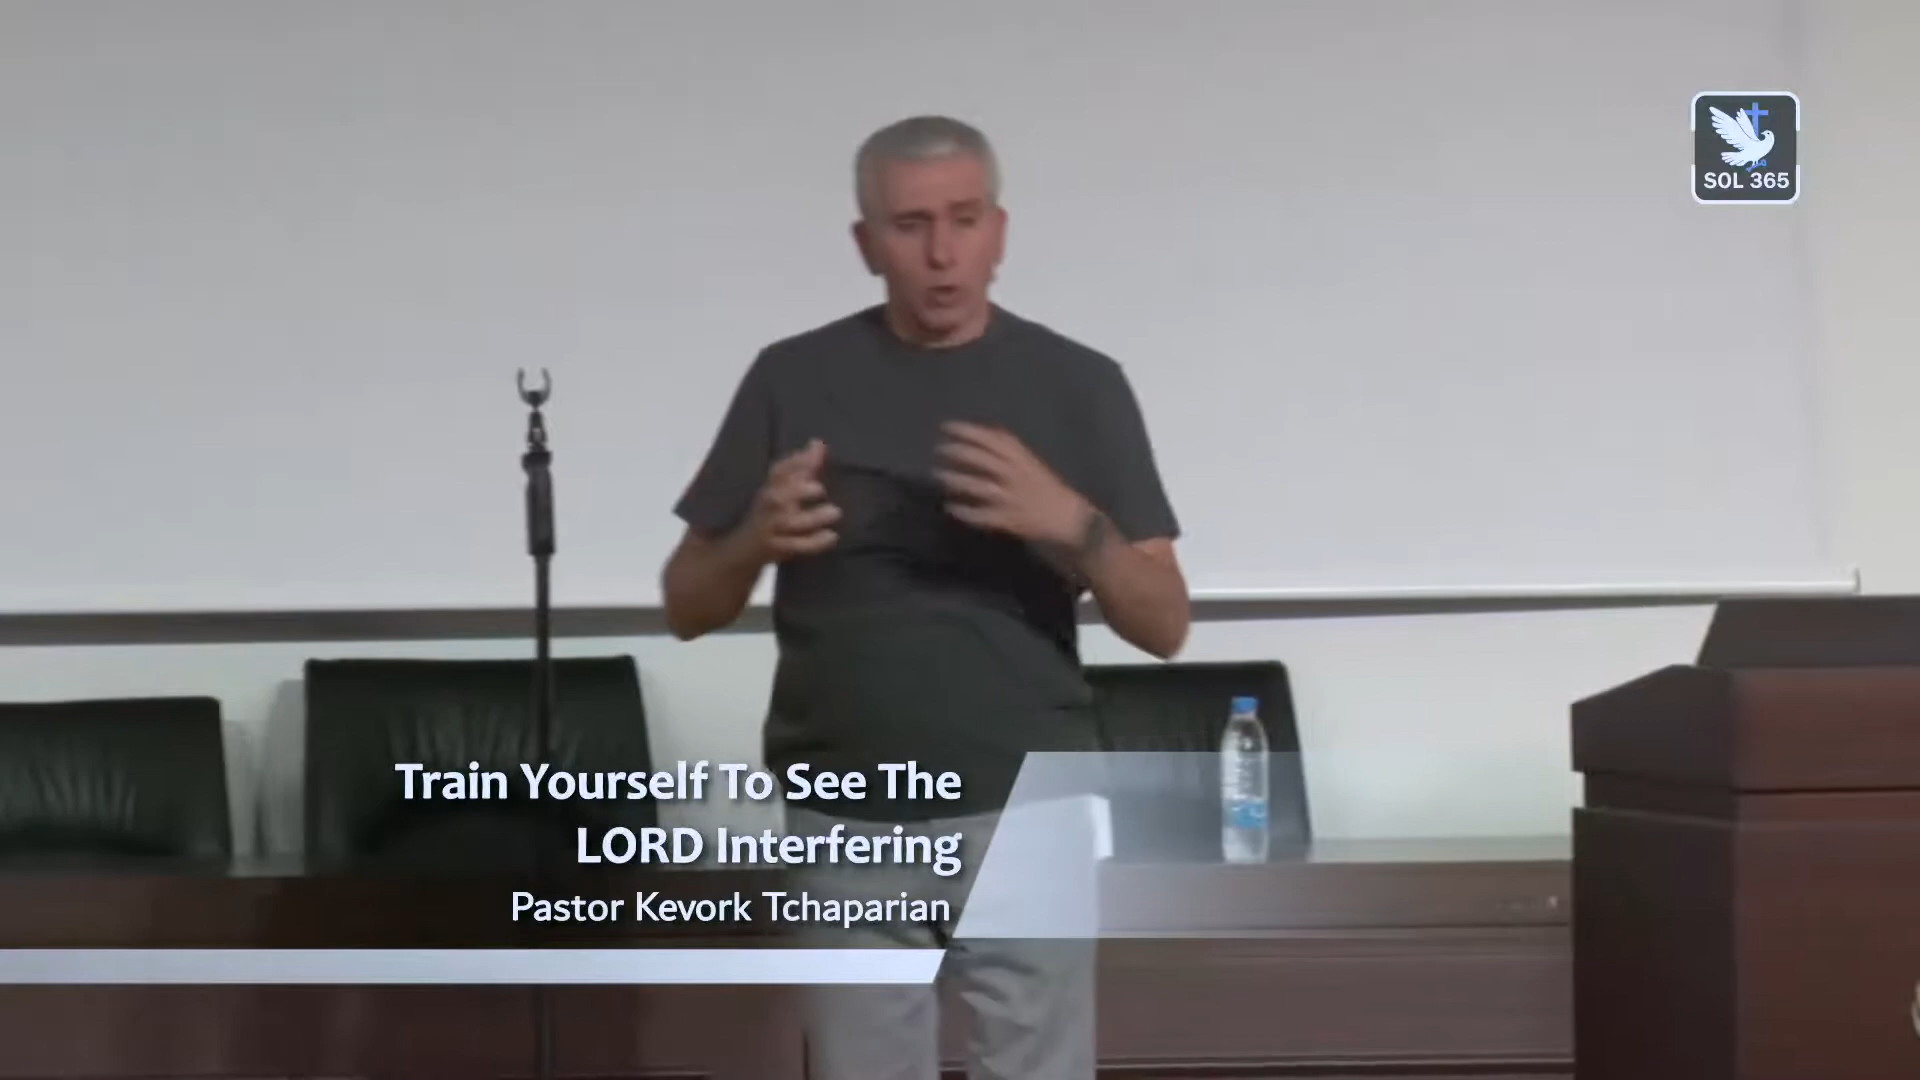 SOL 365
Train Yourself To See The
LORD Interfering
Pastor Kevork Tchaparian